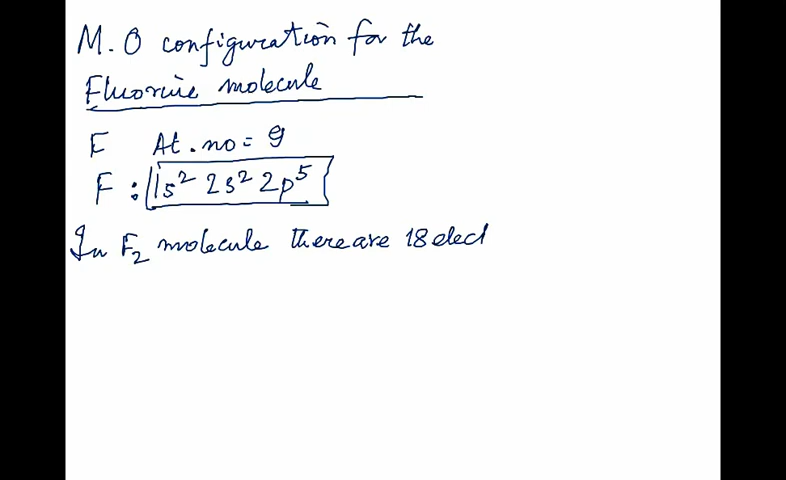 M.O configuration for the
Fluorine molecule
F At.no = 9
F : 1s² 2s² 2p⁵
In F₂ molecule there are 18 elect